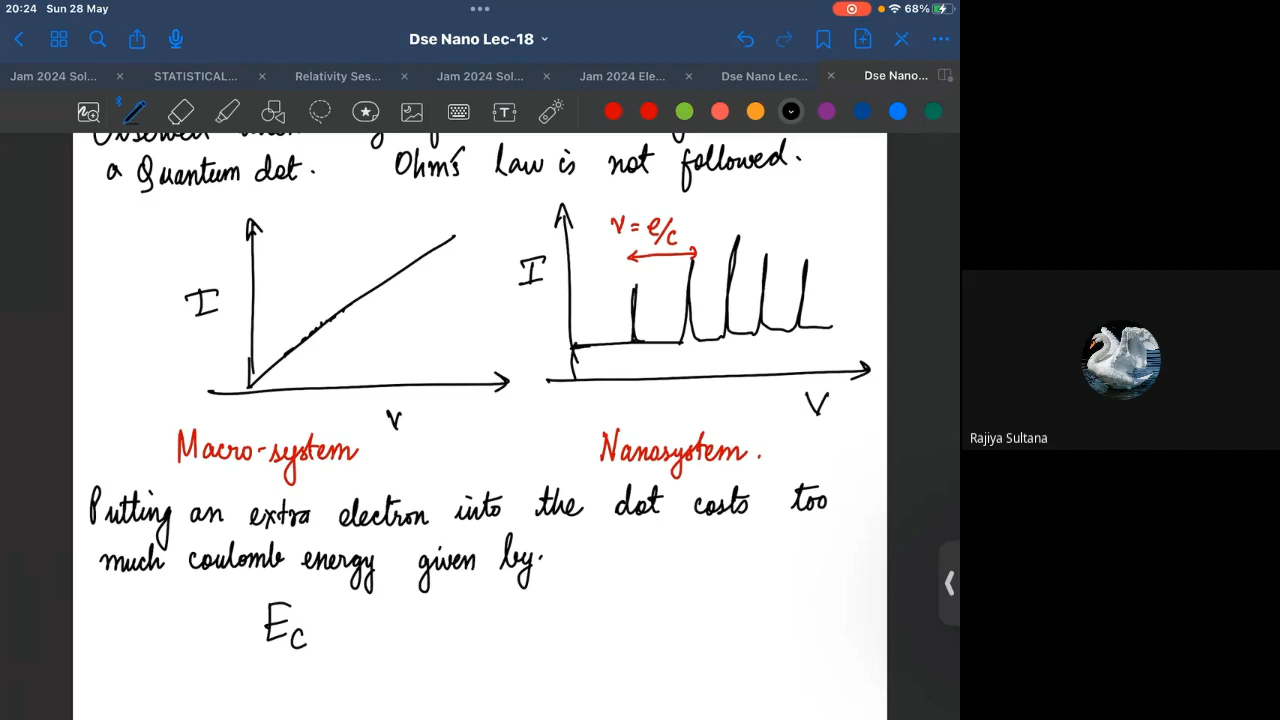 20:24 Sun 28 May
68%
Dse Nano Lec-18
Jam 2024 Sol...
STATISTICAL...
Relativity Ses...
Jam 2024 Sol...
Jam 2024 Ele...
Dse Nano Lec...
Dse Nano...
a Quantum dot. Ohm's Law is not followed.
I
V
I
V = e/c
V
Macro-system
Nanosystem.
Putting an extra electron into the dot costs too
much coulomb energy given by.
Ec
Rajiya Sultana